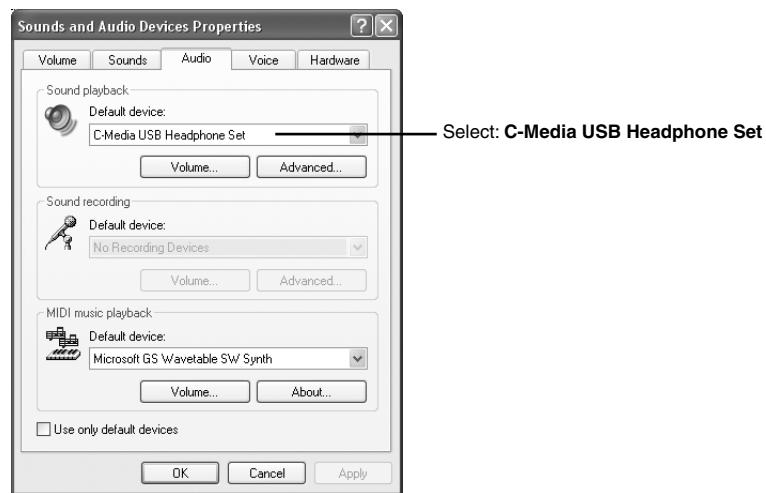 Sounds and Audio Devices Properties
Volume Sounds Audio Voice Hardware
Sound playback
Default device:
C-Media USB Headphone Set
Select: C-Media USB Headphone Set
Volume... Advanced...
Sound recording
Default device:
No Recording Devices
Volume... Advanced...
MIDI music playback
Default device:
Microsoft GS Wavetable SW Synth
Volume... About...
Use only default devices
OK Cancel Apply